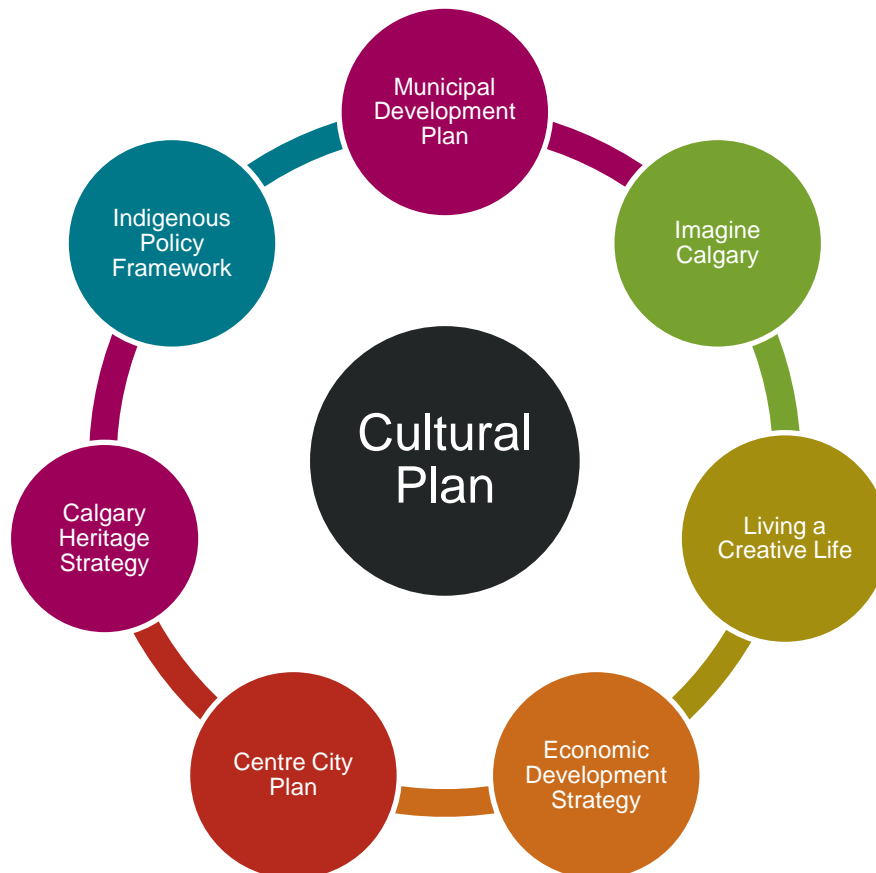 Municipal
Development
Plan
Imagine
Calgary
Living a
Creative Life
Economic
Development
Strategy
Centre City
Plan
Calgary
Heritage
Strategy
Indigenous
Policy
Framework
Cultural
Plan